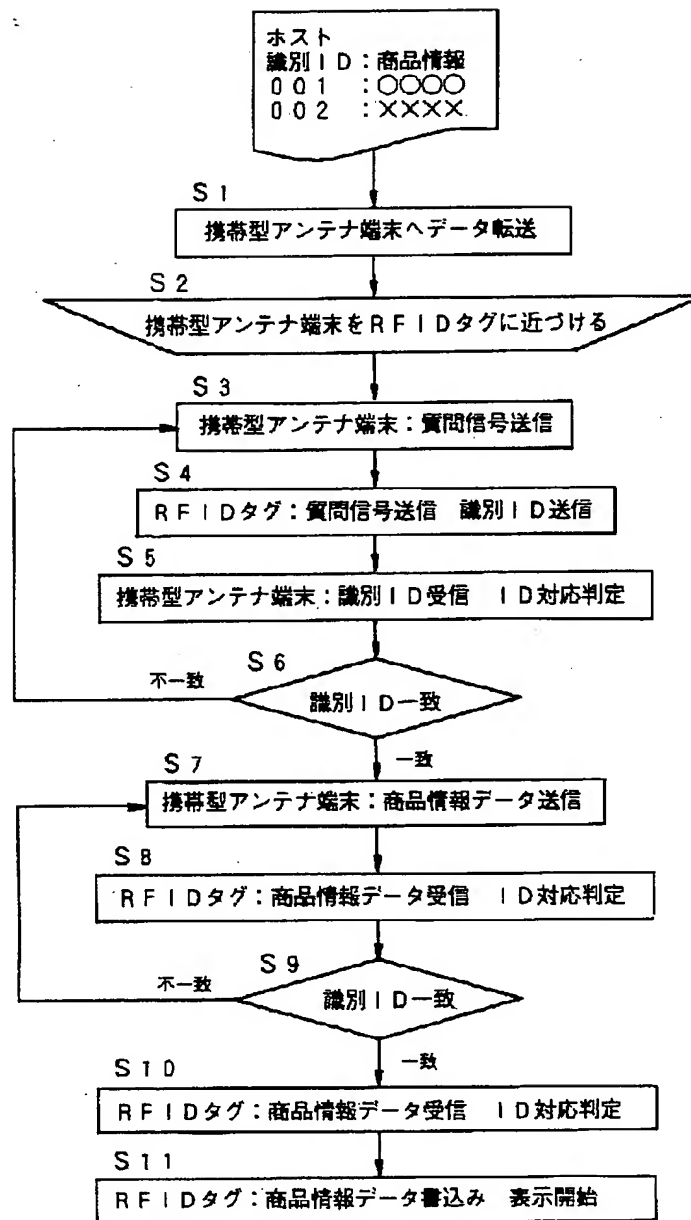 ホスト
識別ID:商品情報
001 :○○○○
002 :××××
S1
携帯型アンテナ端末へデータ転送
S2
携帯型アンテナ端末をRFIDタグに近づける
S3
携帯型アンテナ端末:質問信号送信
S4
RFIDタグ:質問信号送信 識別ID送信
S5
携帯型アンテナ端末:識別ID受信 ID対応判定
S6
不一致
識別ID一致
一致
S7
携帯型アンテナ端末:商品情報データ送信
S8
RFIDタグ:商品情報データ受信 ID対応判定
S9
不一致
識別ID一致
一致
S10
RFIDタグ:商品情報データ受信 ID対応判定
S11
RFIDタグ:商品情報データ書込み 表示開始